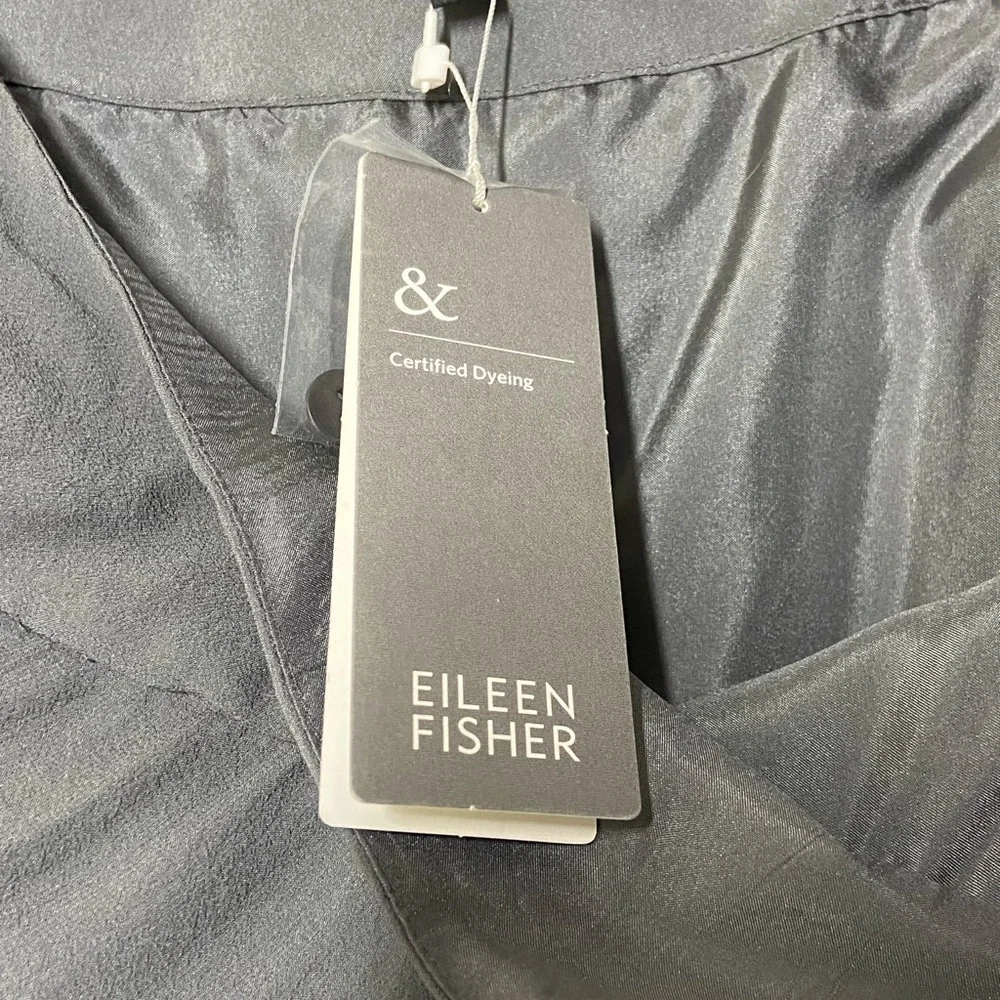 &
Certified Dyeing
EILEEN
FISHER